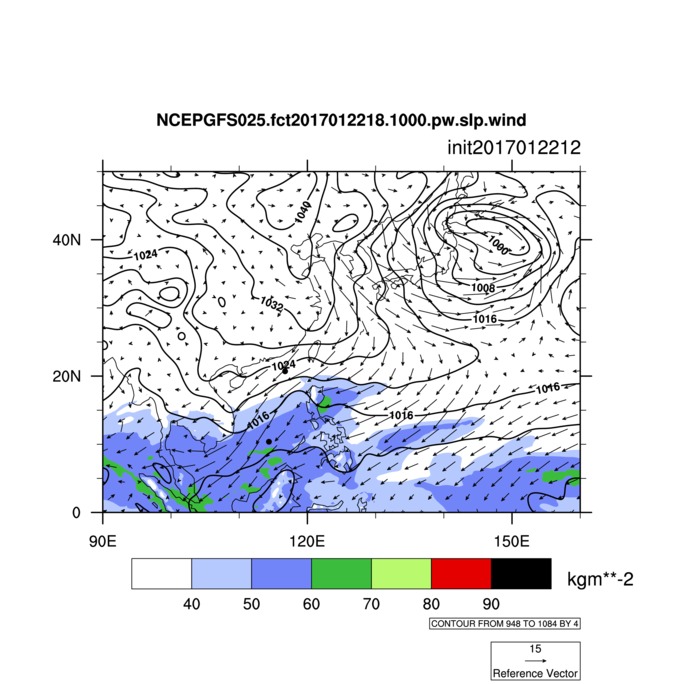 NCEPGFS025.fct2017012218.1000.pw.slp.wind
init2017012212
1040
40N
1000
1024
1008
1032
1016
1024
20N
1016
1016
1016
0
90E 120E 150E
kgm**-2
40 50 60 70 80 90
CONTOUR FROM 948 TO 1084 BY 4
15
Reference Vector